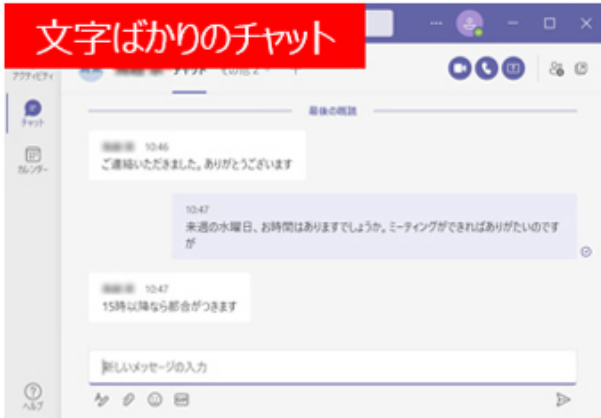 文字ばかりのチャット
アクティビティ
チャット
最後の既読
チャット
カレンダー
10:46
ご連絡いただきました。ありがとうございます
10:47
来週の水曜日、お時間はありますでしょうか。ミーティングができればありがたいのです
が
10:47
15時以降なら都合がつきます
新しいメッセージの入力
ヘルプ